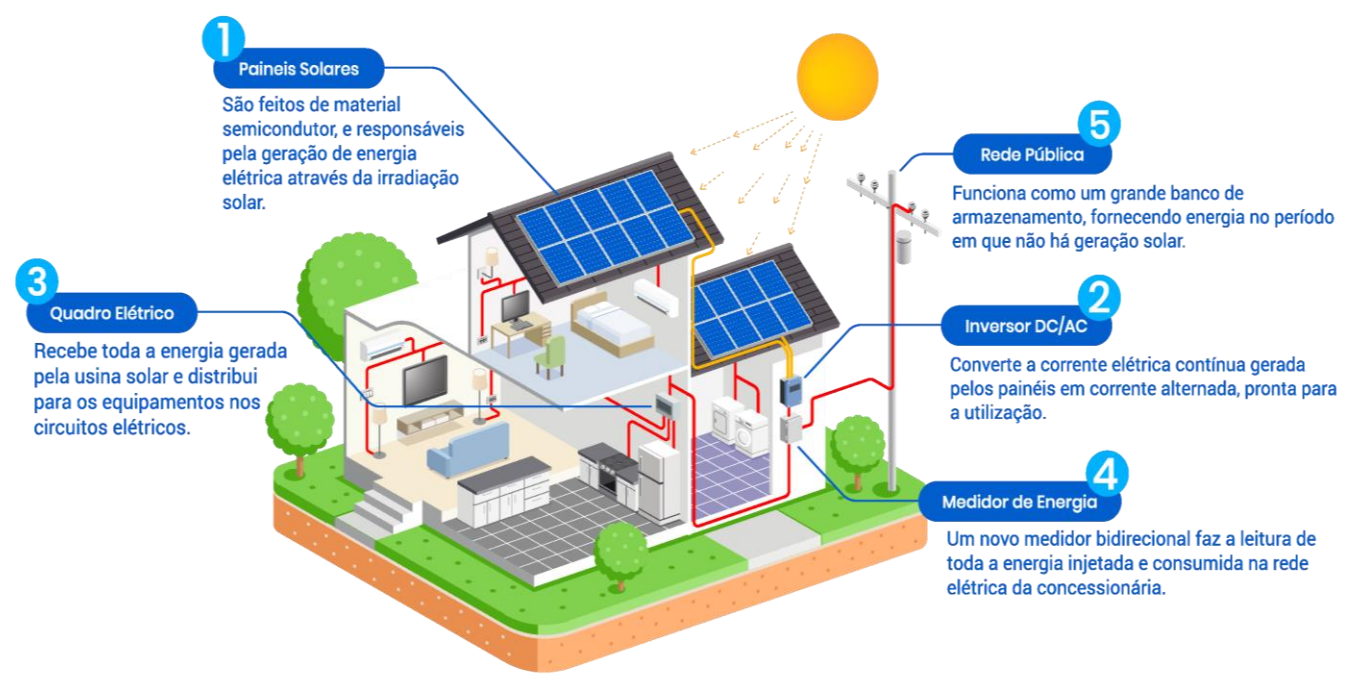 1
Paineis Solares
São feitos de material
semicondutor, e responsáveis
pela geração de energia
elétrica através da irradiação
solar.
5
Rede Pública
Funciona como um grande banco de
armazenamento, fornecendo energia no período
em que não há geração solar.
3
Quadro Elétrico
Recebe toda a energia gerada
pela usina solar e distribui
para os equipamentos nos
circuitos elétricos.
2
Inversor DC/AC
Converte a corrente elétrica contínua gerada
pelos painéis em corrente alternada, pronta para
a utilização.
4
Medidor de Energia
Um novo medidor bidirecional faz a leitura de
toda a energia injetada e consumida na rede
elétrica da concessionária.